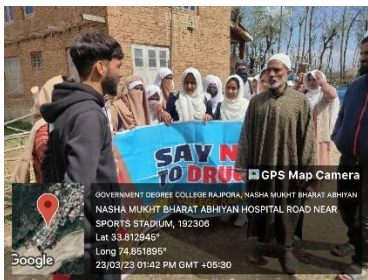 SAY N
TO DRU
GPS Map Camera
GOVERNMENT DEGREE COLLEGE RAJPORA, NASHA MUKHT BHARAT ABHIYAN
NASHA MUKHT BHARAT ABHIYAN HOSPITAL ROAD NEAR
SPORTS STADIUM, 192306
Lat 33.812945°
Long 74.851895°
23/03/23 01:42 PM GMT +05:30
Google